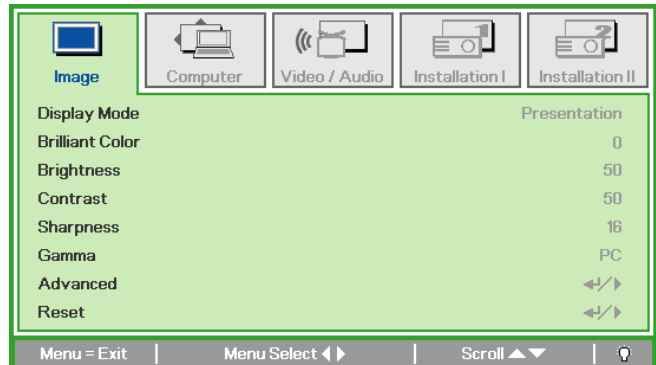 Image Computer Video / Audio Installation I Installation II
Display Mode Presentation
Brilliant Color 0
Brightness 50
Contrast 50
Sharpness 16
Gamma PC
Advanced
Reset
Menu = Exit Menu Select Scroll